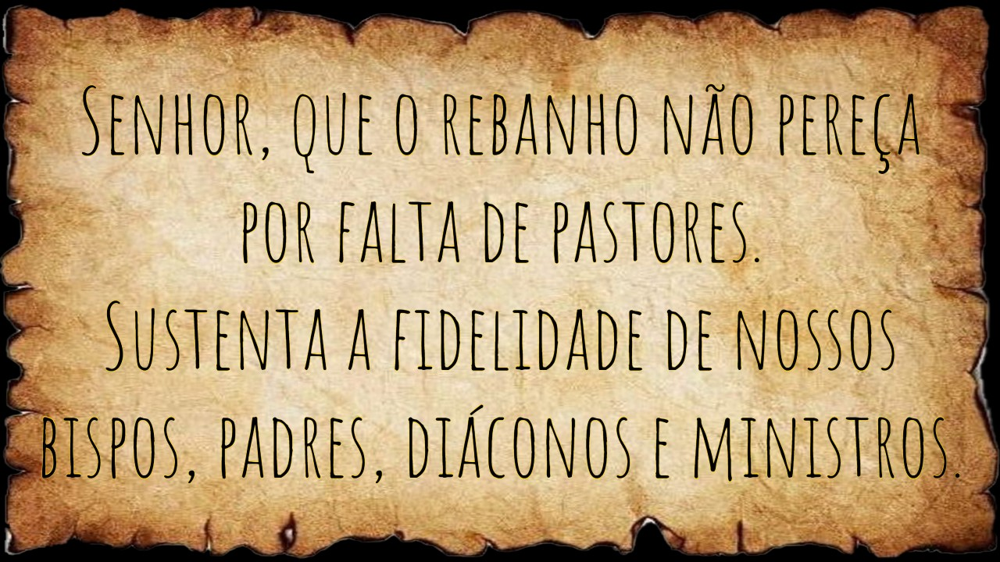 Senhor, que o rebanho não pereça
por falta de pastores.
Sustenta a fidelidade de nossos
bispos, padres, diáconos e ministros.